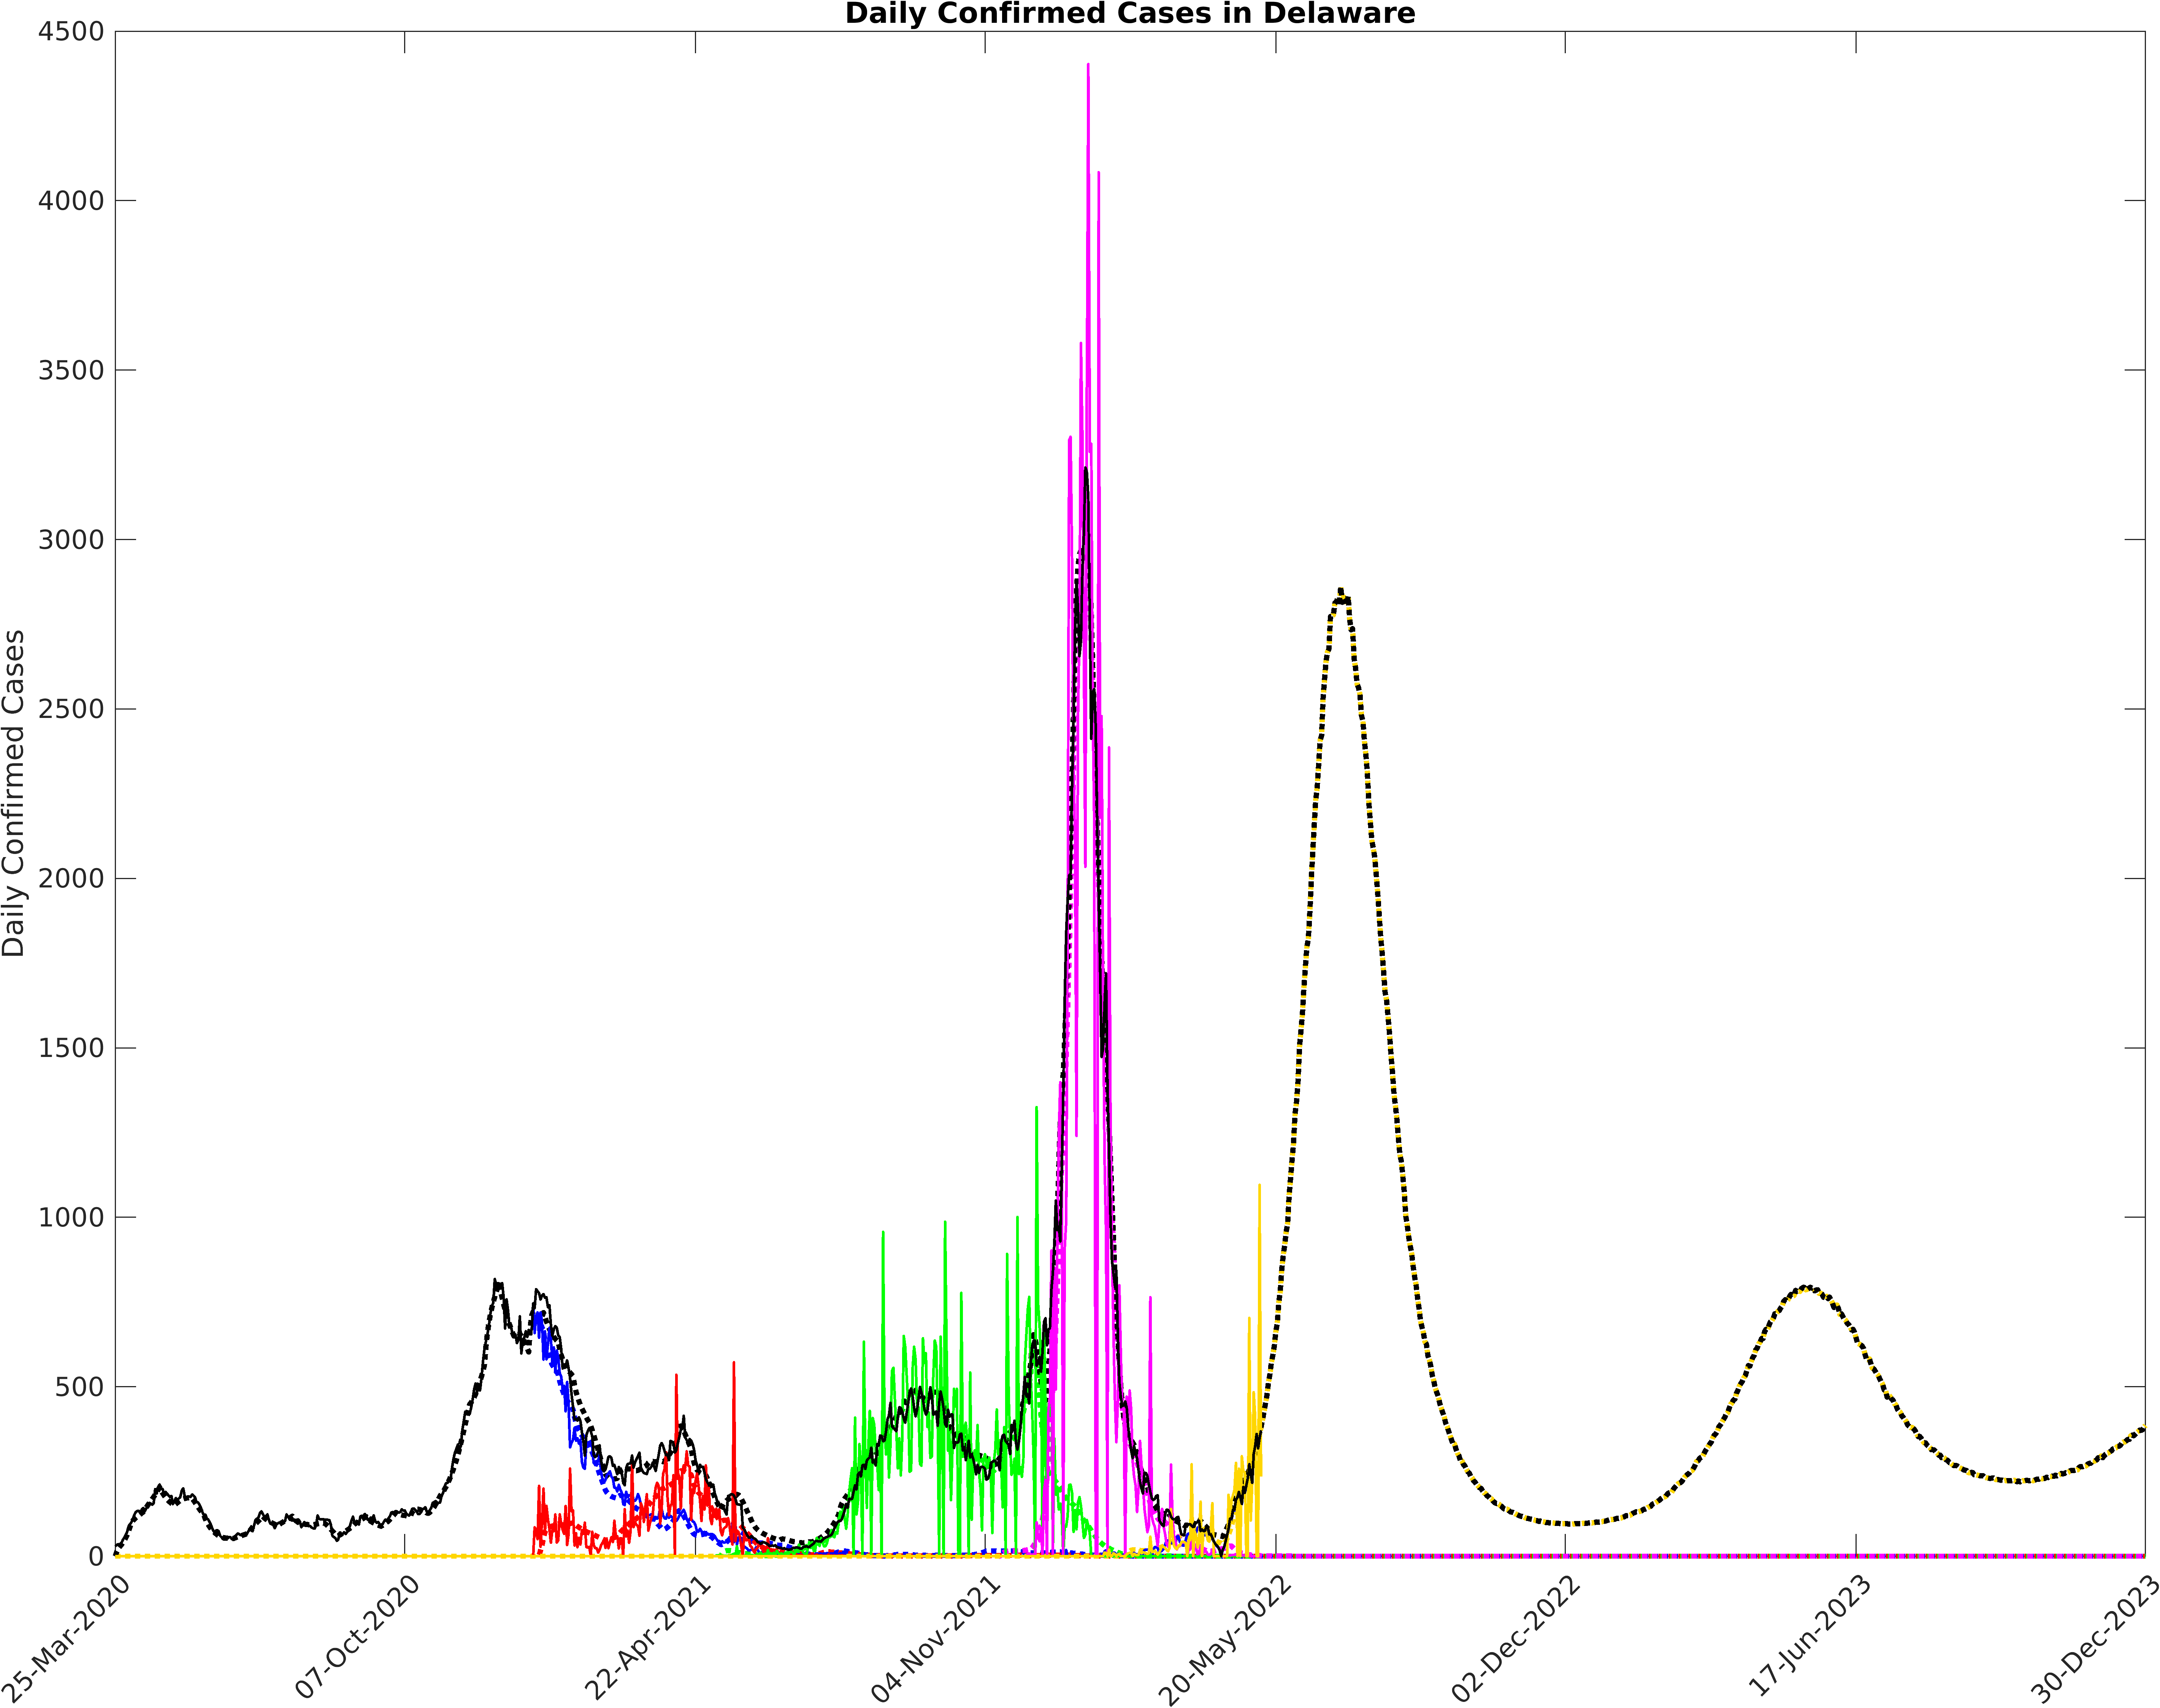 Daily Confirmed Cases in Delaware
Daily Confirmed Cases
4500
4000
3500
3000
2500
2000
1500
1000
500
0
25-Mar-2020
07-Oct-2020
22-Apr-2021
04-Nov-2021
20-May-2022
02-Dec-2022
17-Jun-2023
30-Dec-2023